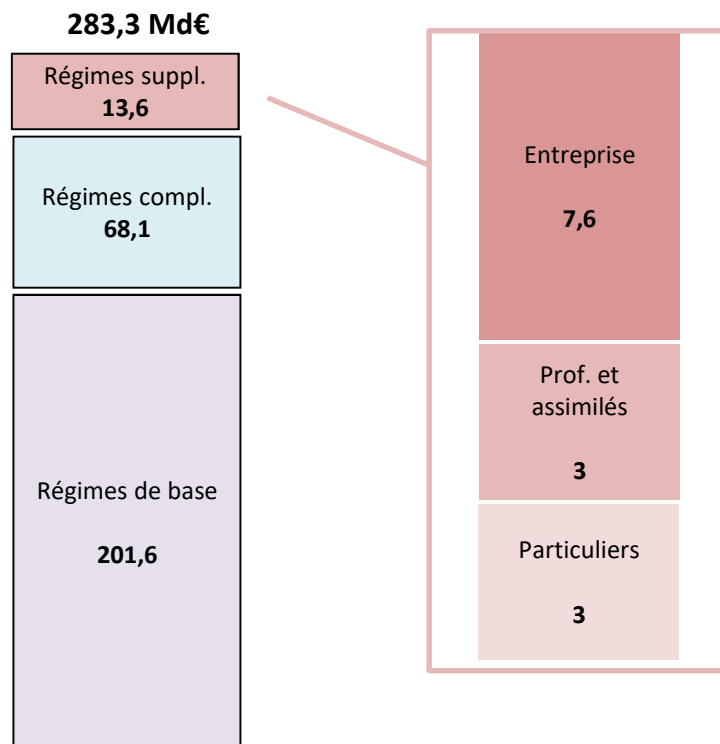 283,3 Md€
Régimes suppl.
13,6
Régimes compl.
68,1
Régimes de base
201,6
Entreprise
7,6
Prof. et
assimilés
3
Particuliers
3